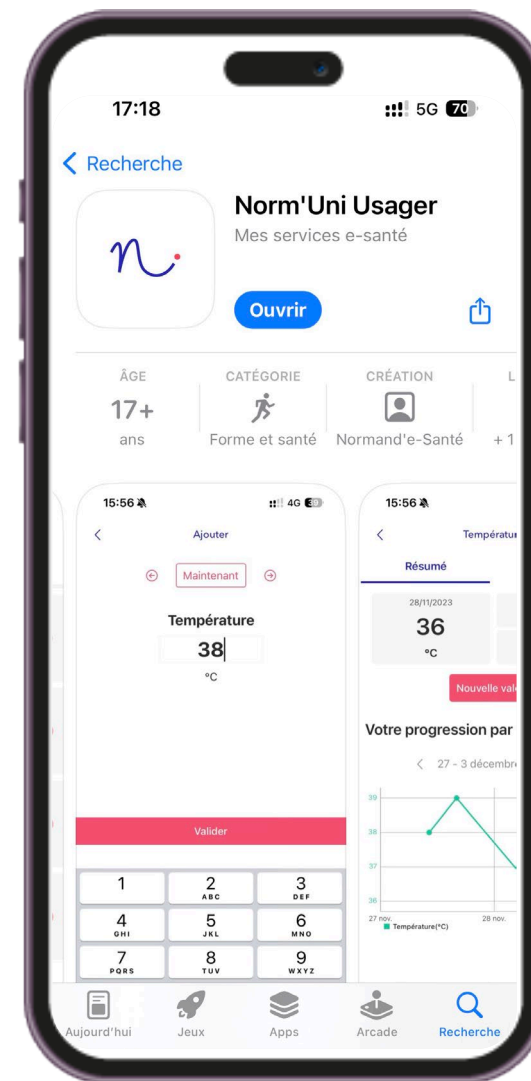 17:18
5G 70
Recherche
n
Norm'Uni Usager
Mes services e-santé
Ouvrir
ÂGE
17+
ans
CATÉGORIE
Forme et santé
CRÉATION
Normand'e-Santé
L
+ 1
15:56
4G 39
Ajouter
Maintenant
Température
38
°C
Valider
1
2
ABC
3
DEF
4
GHI
5
JKL
6
MNO
7
PQRS
8
TUV
9
WXYZ
15:56
Températur
Résumé
28/11/2023
36
°C
Nouvelle val
Votre progression par
27 - 3 décembre
39
38
37
36
27 nov.
28 nov.
Température(°C)
Aujourd'hui
Jeux
Apps
Arcade
Recherche